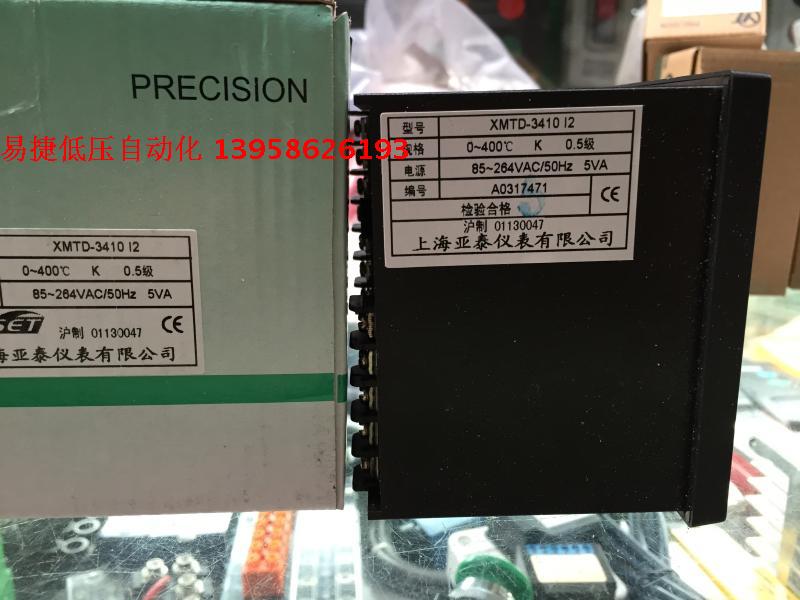 PRECISION
易捷低压自动化 13958626193
XMTD-3410 I2
0~400℃ K 0.5级
85~264VAC/50Hz 5VA
SET 沪制 01130047 CE
海亚泰仪表有限公司
型号 XMTD-3410 I2
规格 0~400℃ K 0.5级
电源 85~264VAC/50Hz 5VA
编号 A0317471
检验合格 CE
沪制 01130047
上海亚泰仪表有限公司